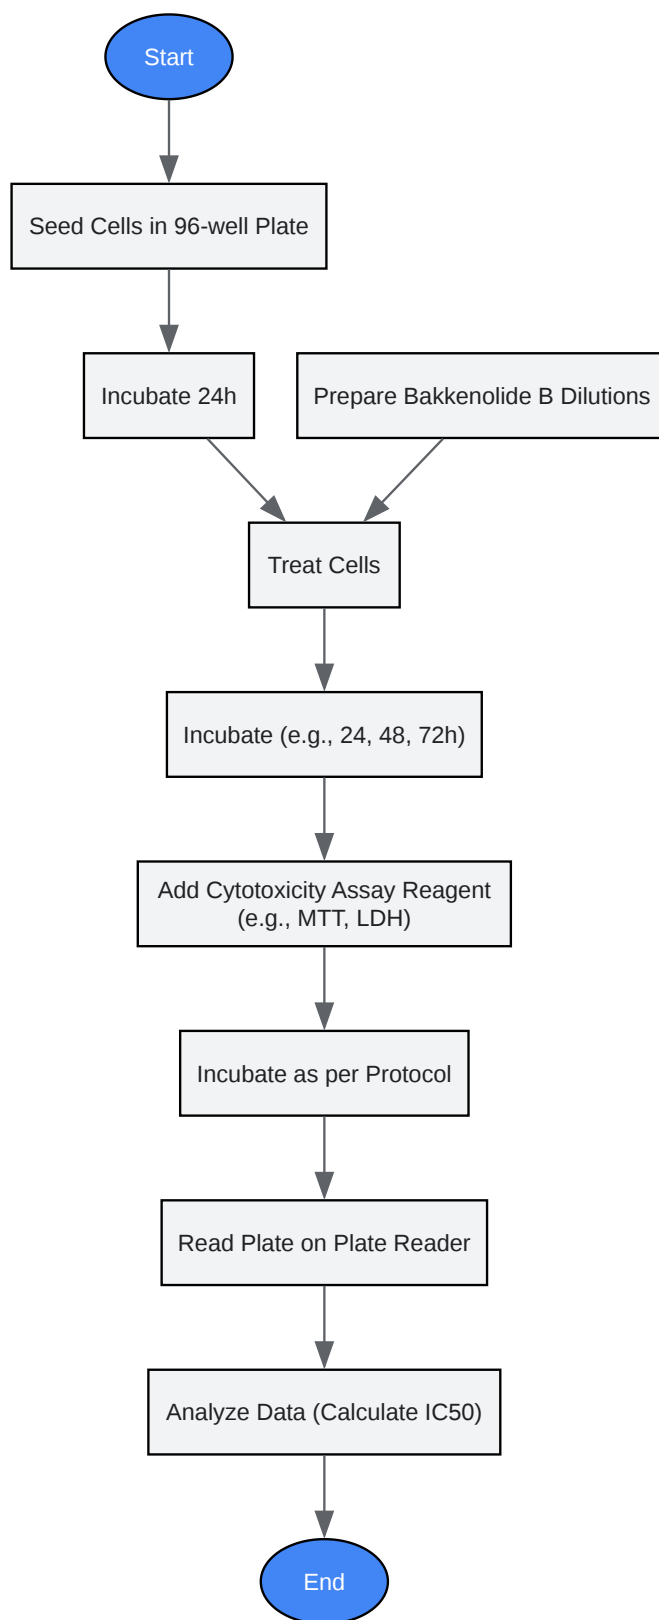 Start
Seed Cells in 96-well Plate
Incubate 24h
Prepare Bakkenolide B Dilutions
Treat Cells
Incubate (e.g., 24, 48, 72h)
Add Cytotoxicity Assay Reagent
(e.g., MTT, LDH)
Incubate as per Protocol
Read Plate on Plate Reader
Analyze Data (Calculate IC50)
End